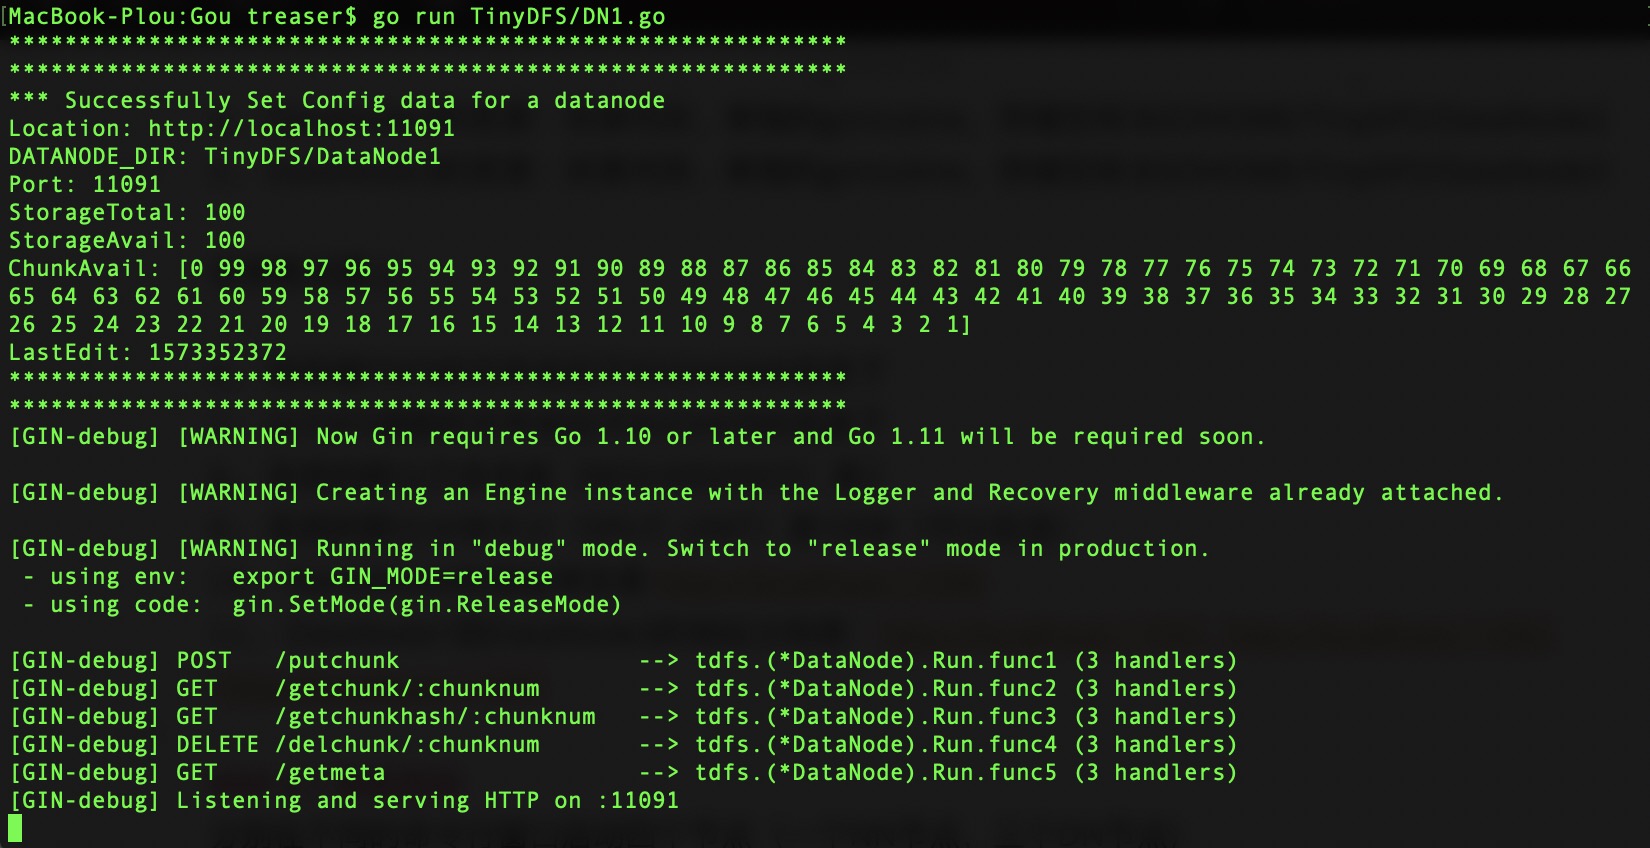 [MacBook-Plou:Gou treaser$ go run TinyDFS/DN1.go
************************************************************
************************************************************
*** Successfully Set Config data for a datanode
Location: http://localhost:11091
DATANODE_DIR: TinyDFS/DataNode1
Port: 11091
StorageTotal: 100
StorageAvail: 100
ChunkAvail: [0 99 98 97 96 95 94 93 92 91 90 89 88 87 86 85 84 83 82 81 80 79 78 77 76 75 74 73 72 71 70 69 68 67 66
65 64 63 62 61 60 59 58 57 56 55 54 53 52 51 50 49 48 47 46 45 44 43 42 41 40 39 38 37 36 35 34 33 32 31 30 29 28 27
26 25 24 23 22 21 20 19 18 17 16 15 14 13 12 11 10 9 8 7 6 5 4 3 2 1]
LastEdit: 1573352372
************************************************************
************************************************************
[GIN-debug] [WARNING] Now Gin requires Go 1.10 or later and Go 1.11 will be required soon.
[GIN-debug] [WARNING] Creating an Engine instance with the Logger and Recovery middleware already attached.
[GIN-debug] [WARNING] Running in "debug" mode. Switch to "release" mode in production.
 - using env:   export GIN_MODE=release
 - using code:  gin.SetMode(gin.ReleaseMode)
[GIN-debug] POST   /putchunk                 --> tdfs.(*DataNode).Run.func1 (3 handlers)
[GIN-debug] GET    /getchunk/:chunknum       --> tdfs.(*DataNode).Run.func2 (3 handlers)
[GIN-debug] GET    /getchunkhash/:chunknum   --> tdfs.(*DataNode).Run.func3 (3 handlers)
[GIN-debug] DELETE /delchunk/:chunknum       --> tdfs.(*DataNode).Run.func4 (3 handlers)
[GIN-debug] GET    /getmeta                  --> tdfs.(*DataNode).Run.func5 (3 handlers)
[GIN-debug] Listening and serving HTTP on :11091